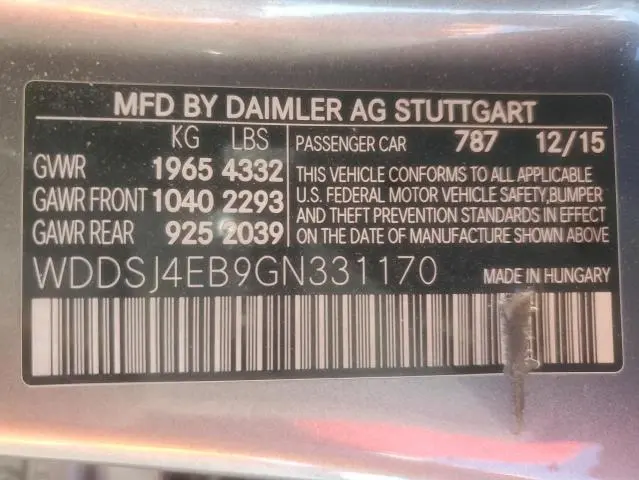 MFD BY DAIMLER AG STUTTGART
KG LBS
GVWR 1965 4332
GAWR FRONT 1040 2293
GAWR REAR 925 2039
PASSENGER CAR 787 12/15
THIS VEHICLE CONFORMS TO ALL APPLICABLE
U.S. FEDERAL MOTOR VEHICLE SAFETY,BUMPER
AND THEFT PREVENTION STANDARDS IN EFFECT
ON THE DATE OF MANUFACTURE SHOWN ABOVE
WDDSJ4EB9GN331170 MADE IN HUNGARY